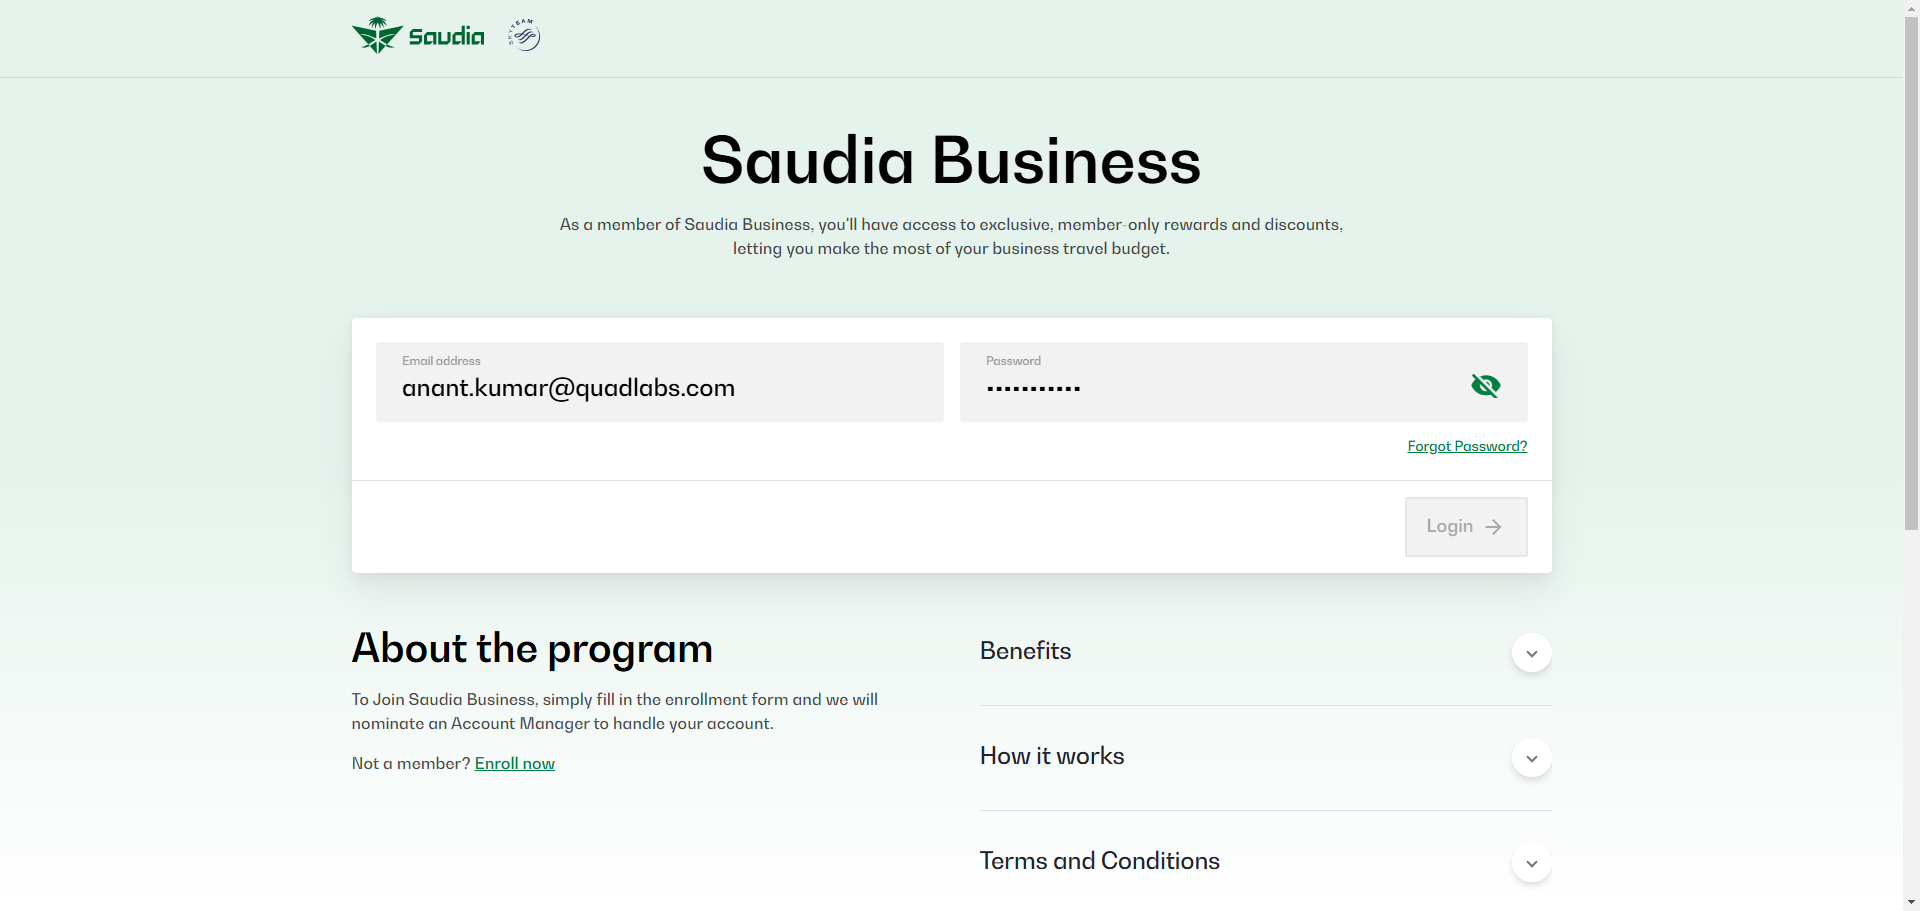 Saudia
SKYTEAM
Saudia Business
As a member of Saudia Business, you'll have access to exclusive, member-only rewards and discounts,
letting you make the most of your business travel budget.
Email address
anant.kumar@quadlabs.com
Password
Forgot Password?
Login
About the program
To Join Saudia Business, simply fill in the enrollment form and we will
nominate an Account Manager to handle your account.
Not a member? Enroll now
Benefits
How it works
Terms and Conditions